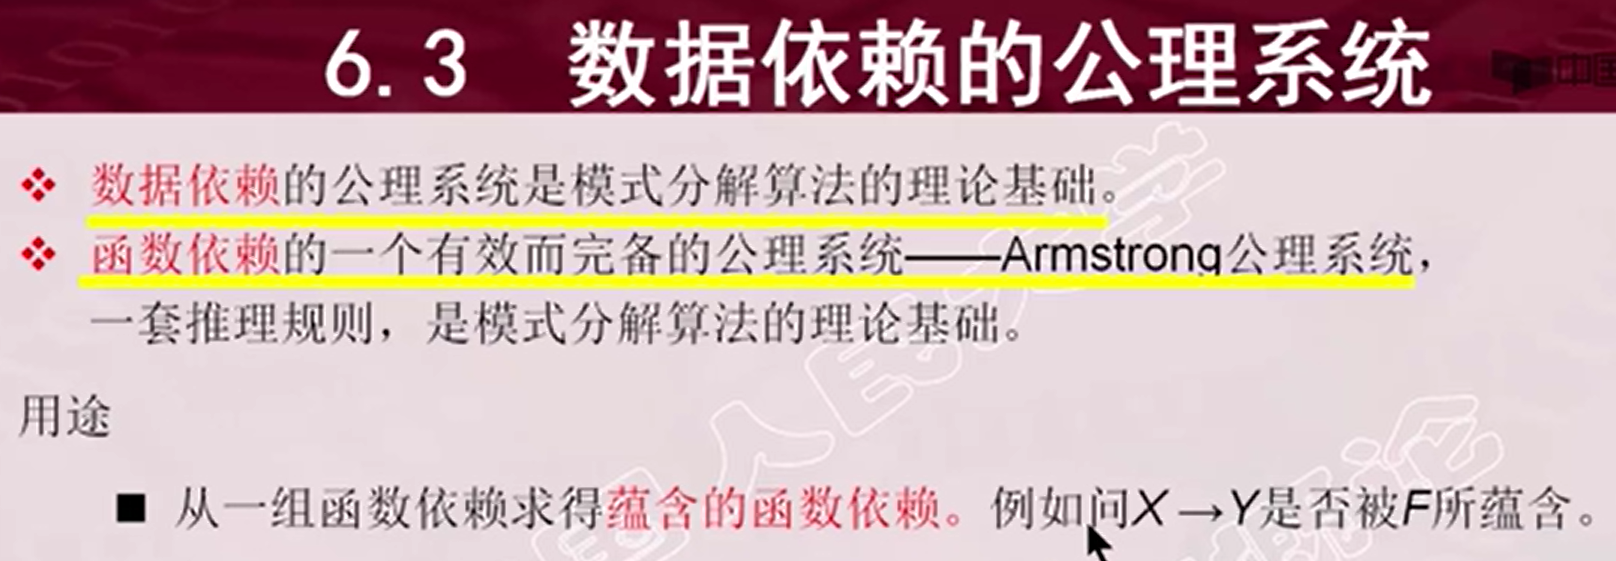 6.3 数据依赖的公理系统
❖ 数据依赖的公理系统是模式分解算法的理论基础。
❖ 函数依赖的一个有效而完备的公理系统——Armstrong公理系统，
一套推理规则，是模式分解算法的理论基础。
用途
■ 从一组函数依赖求得蕴含的函数依赖。例如问X→Y是否被F所蕴含。